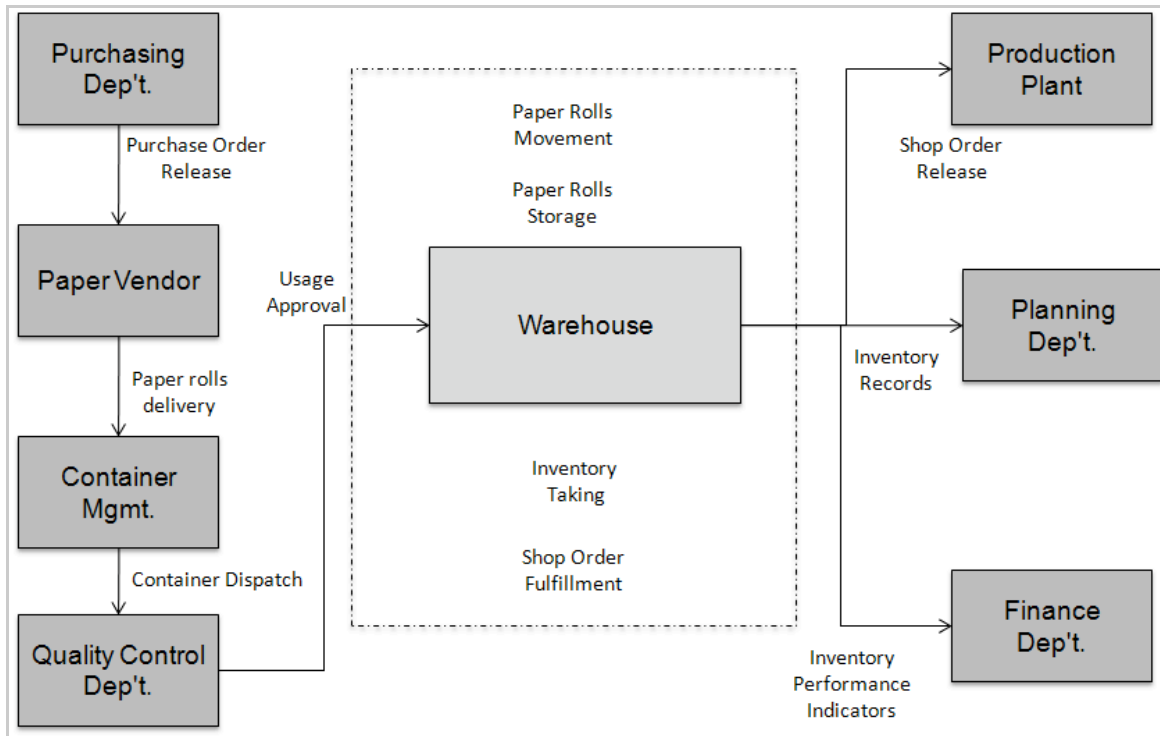 Purchasing
Dep't.
Purchase Order
Release
Paper Vendor
Paper rolls
delivery
Container
Mgmt.
Container Dispatch
Quality Control
Dep't.
Usage
Approval
Paper Rolls
Movement
Paper Rolls
Storage
Warehouse
Inventory
Taking
Shop Order
Fulfillment
Production
Plant
Shop Order
Release
Planning
Dep't.
Inventory
Records
Finance
Dep't.
Inventory
Performance
Indicators